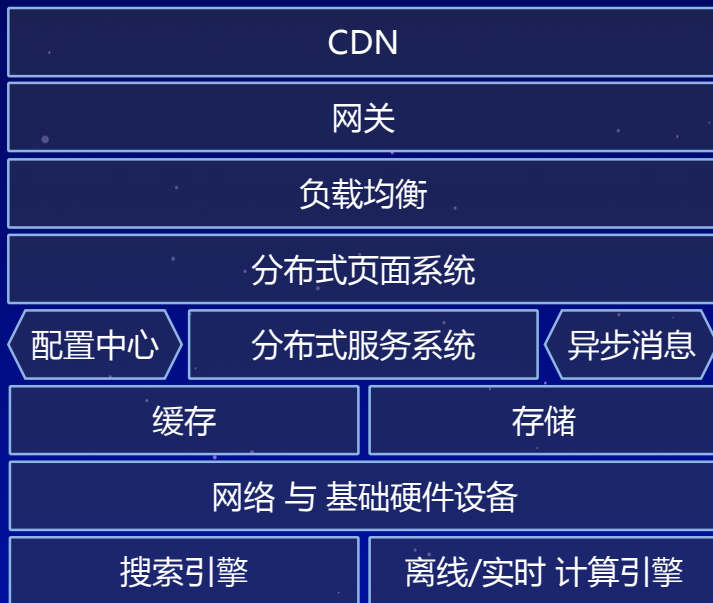 CDN
网关
负载均衡
分布式页面系统
配置中心
分布式服务系统
异步消息
缓存
存储
网络 与 基础硬件设备
搜索引擎
离线/实时 计算引擎